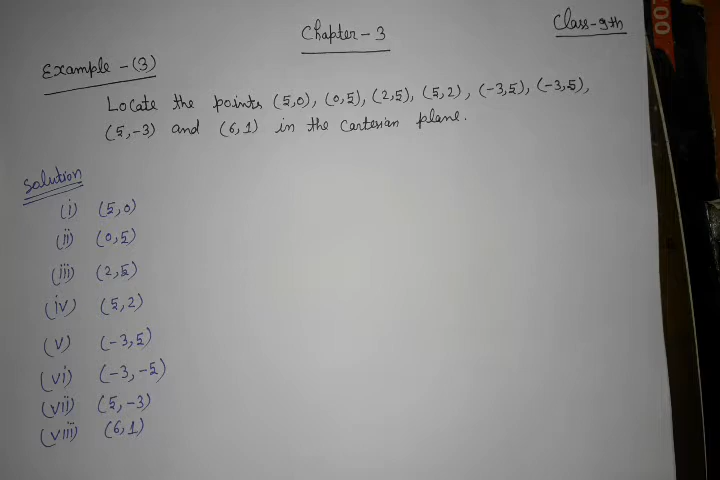 Chapter-3
Class-9th
Example-(3)
Locate the points (5,0), (0,5), (2,5), (5,2), (-3,5), (-3,5),
(5,-3) and (6,1) in the Cartesian plane.
Solution
(i) (5,0)
(ii) (0,5)
(iii) (2,5)
(iv) (5,2)
(v) (-3,5)
(vi) (-3,-5)
(vii) (5,-3)
(viii) (6,1)